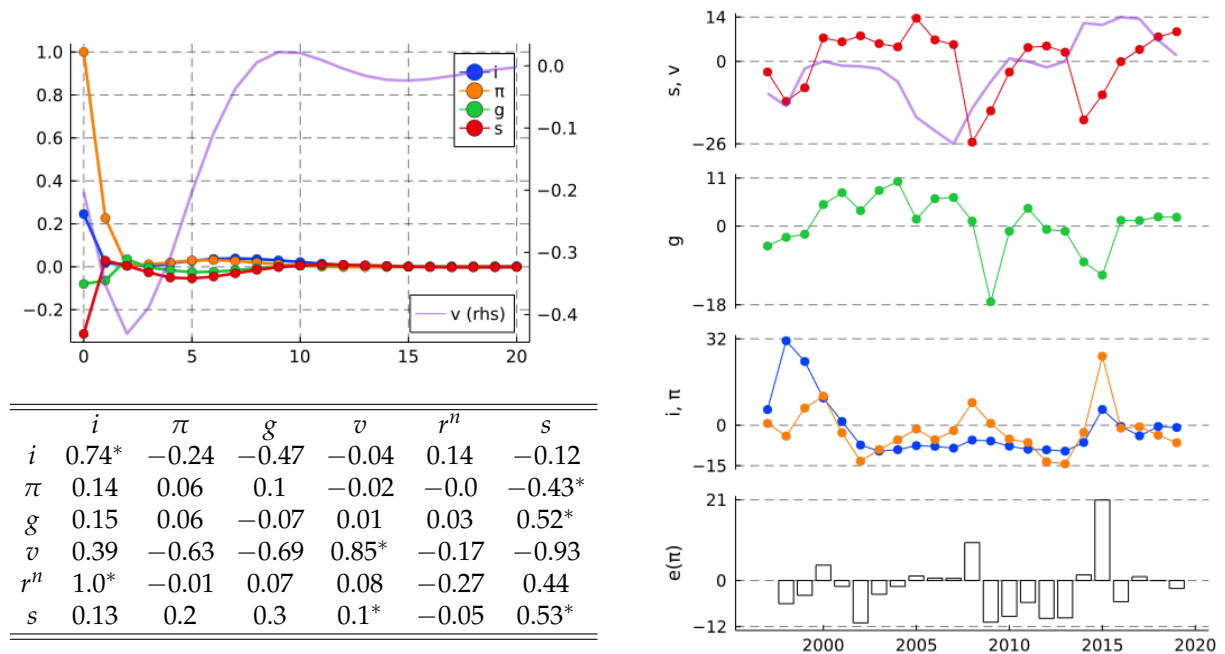 1.0
0.8
0.6
0.4
0.2
0.0
−0.2
0.0
−0.1
−0.2
−0.3
−0.4
i
π
g
s
v (rhs)
0 5 10 15 20
i π g v rⁿ s
i 0.74* −0.24 −0.47 −0.04 0.14 −0.12
π 0.14 0.06 0.1 −0.02 −0.0 −0.43*
g 0.15 0.06 −0.07 0.01 0.03 0.52*
v 0.39 −0.63 −0.69 0.85* −0.17 −0.93
rⁿ 1.0* −0.01 0.07 0.08 −0.27 0.44
s 0.13 0.2 0.3 0.1* −0.05 0.53*
s, v
14
0
−26
g
11
0
−18
i, π
32
0
−15
e(π)
21
0
−12
2000 2005 2010 2015 2020